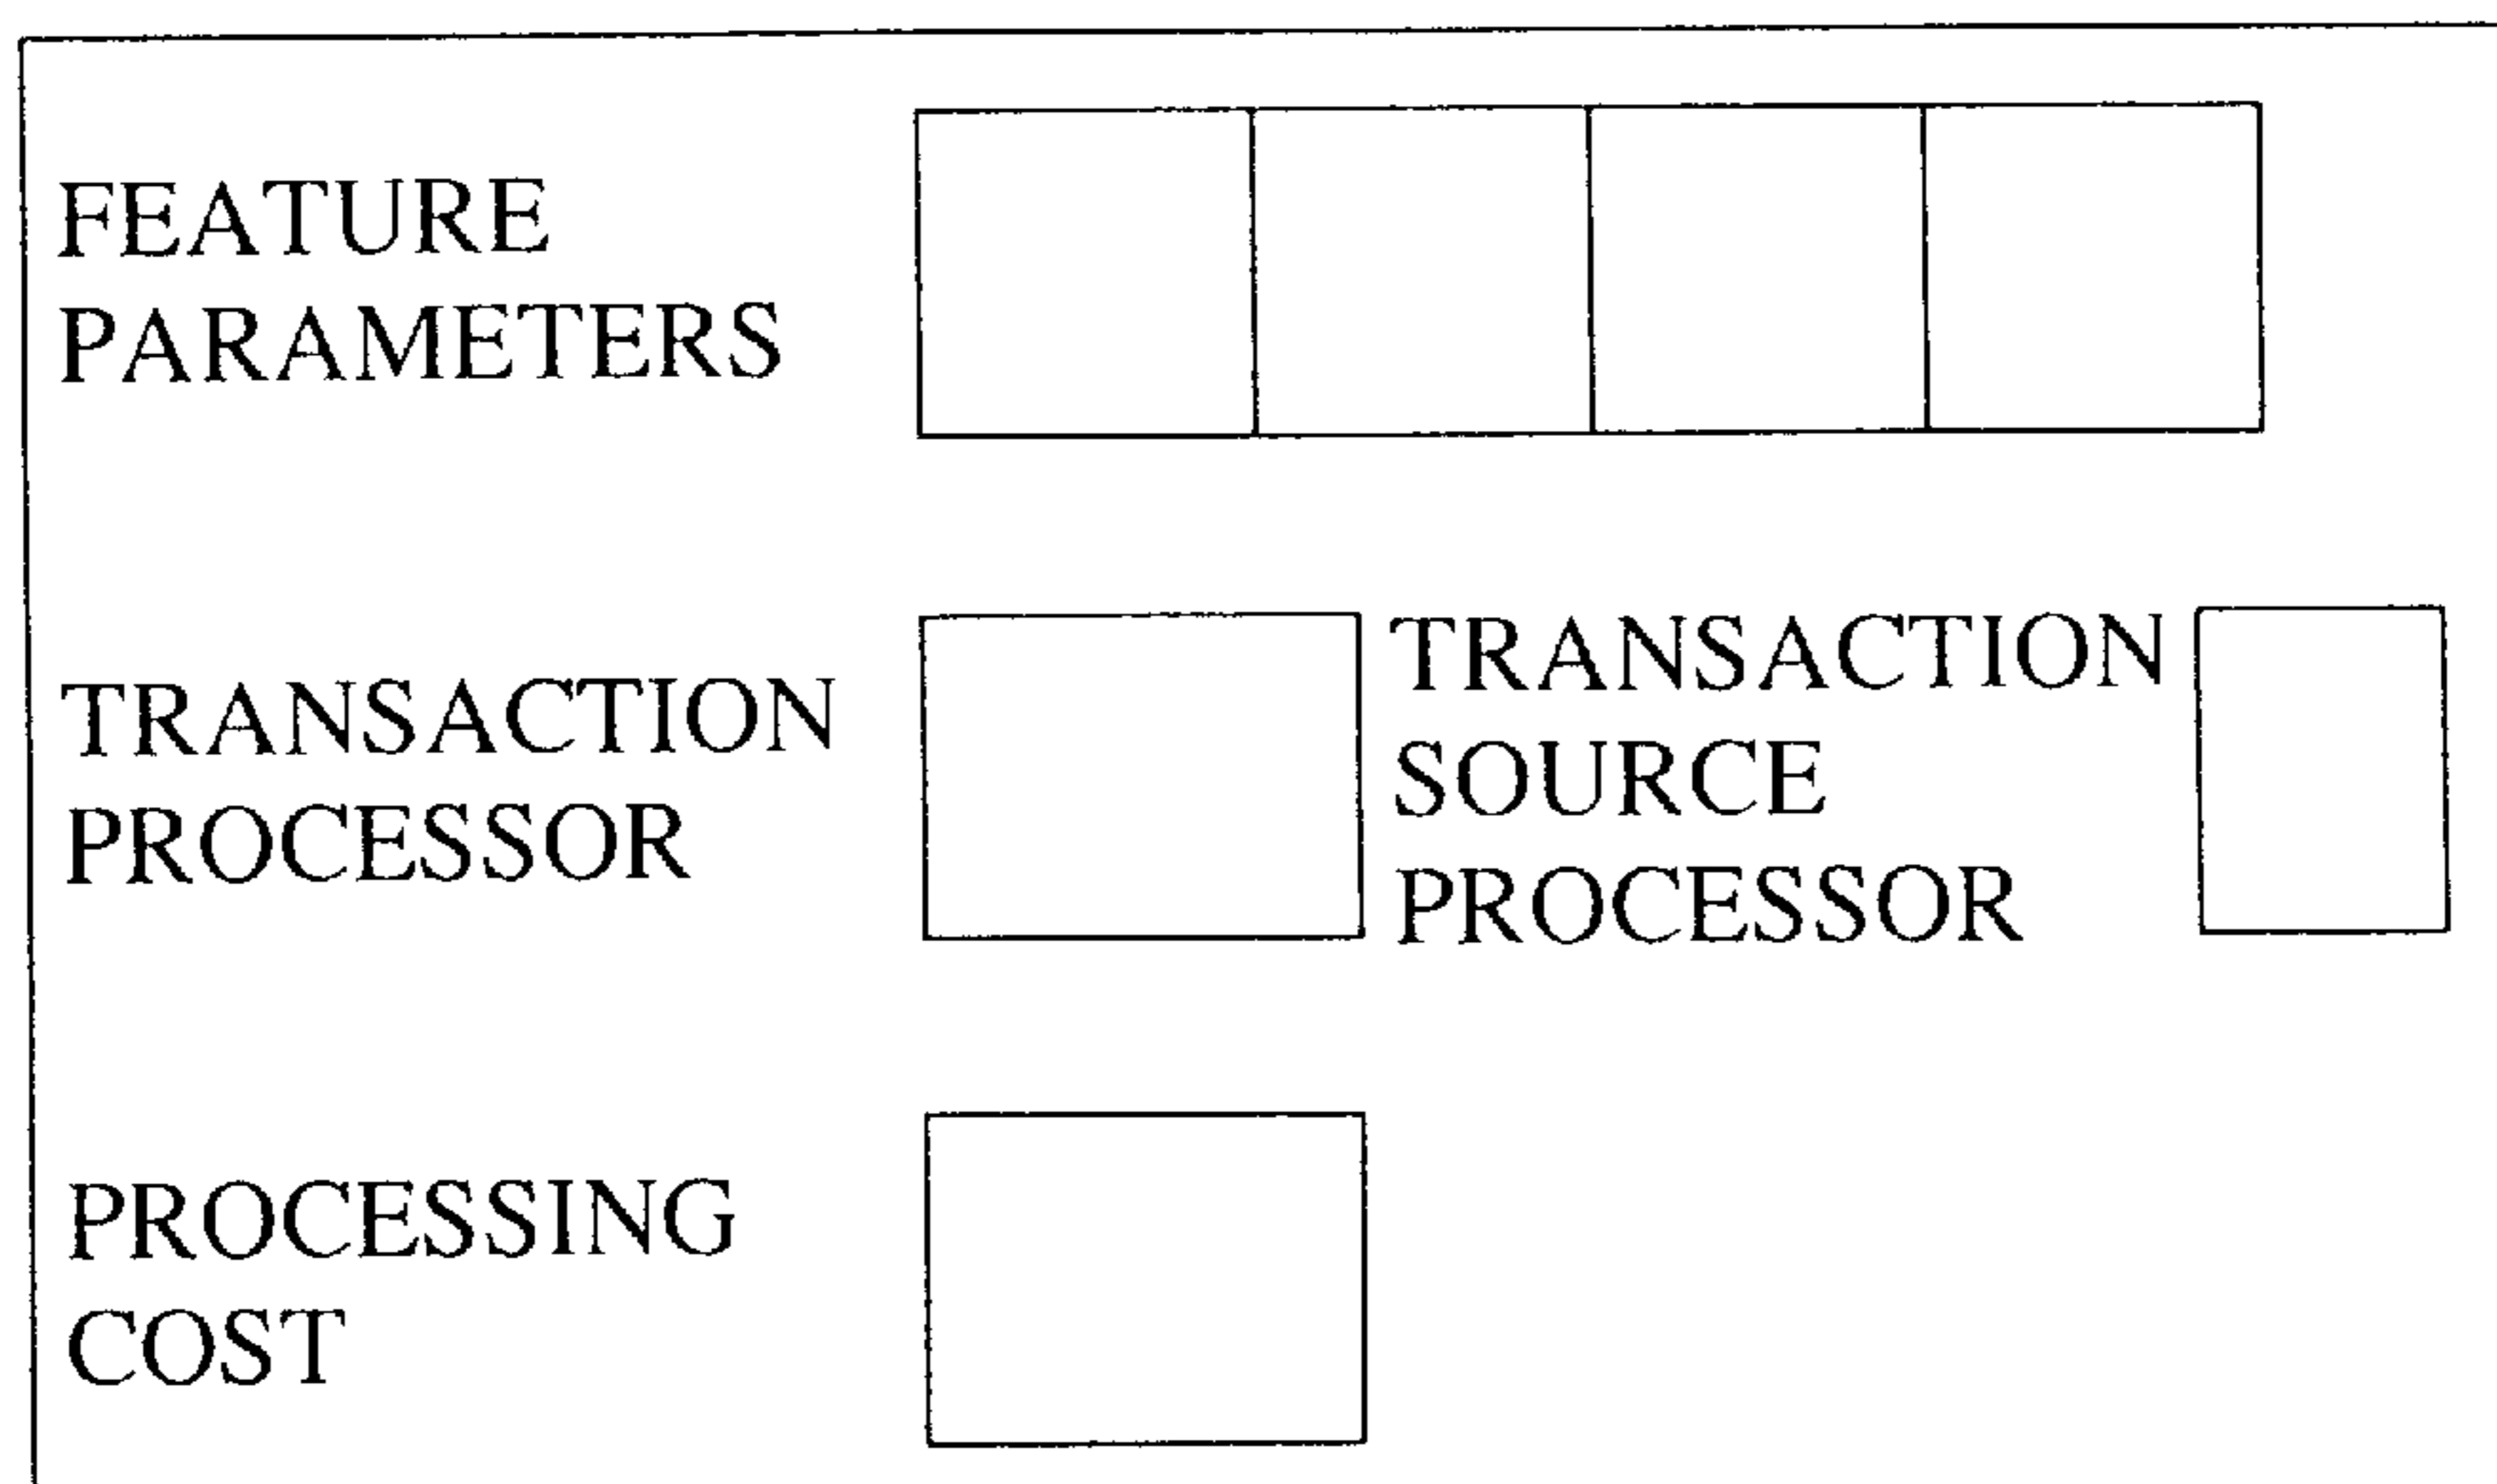 FEATURE
PARAMETERS
TRANSACTION
PROCESSOR
TRANSACTION
SOURCE
PROCESSOR
PROCESSING
COST